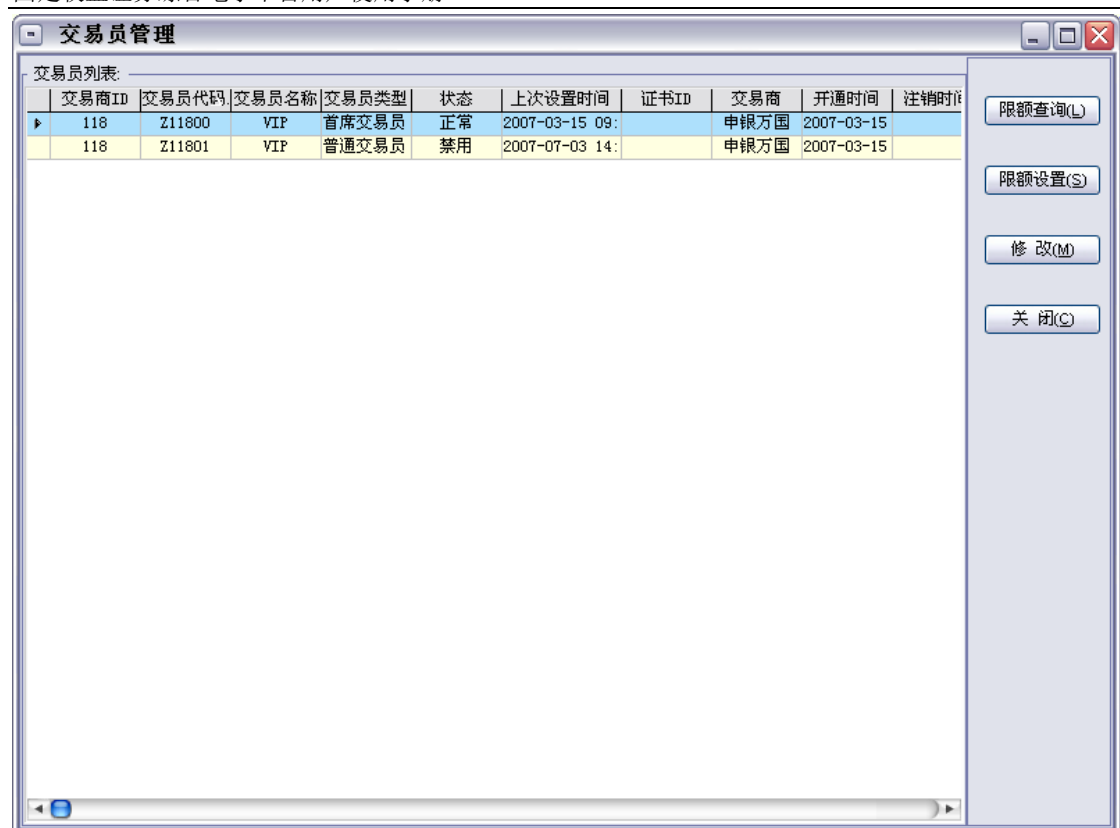 交易员管理
交易员列表:
交易商ID 交易员代码. 交易员名称 交易员类型 状态 上次设置时间 证书ID 交易商 开通时间 注销时间
118 Z11800 VIP 首席交易员 正常 2007-03-15 09: 申银万国 2007-03-15
118 Z11801 VIP 普通交易员 禁用 2007-07-03 14: 申银万国 2007-03-15
限额查询(L)
限额设置(S)
修 改(M)
关 闭(C)